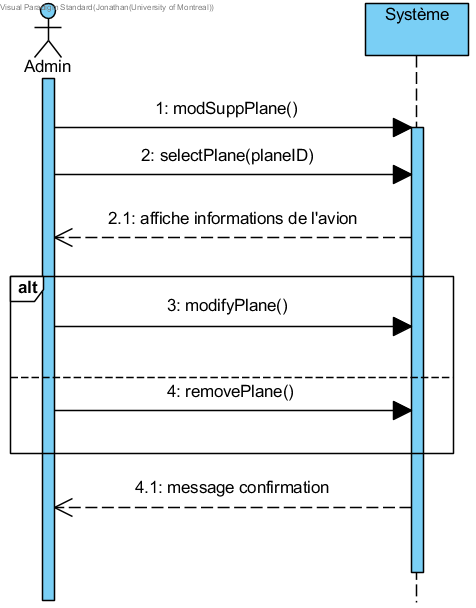 Visual Paradigm Standard(Jonathan(University of Montreal))
Système
Admin
1: modSuppPlane()
2: selectPlane(planeID)
2.1: affiche informations de l'avion
alt
3: modifyPlane()
4: removePlane()
4.1: message confirmation